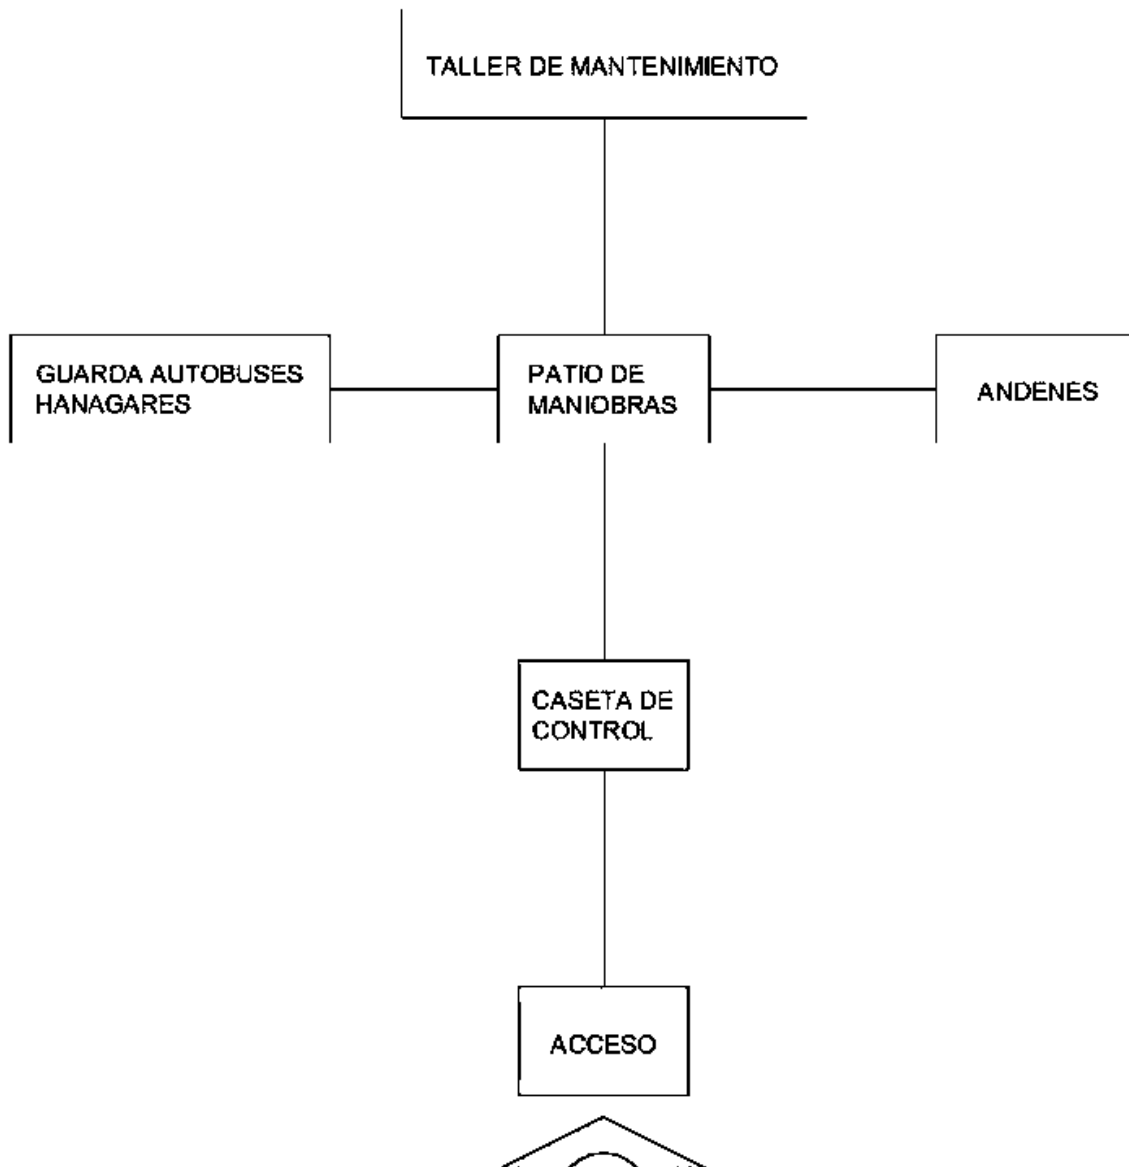 TALLER DE MANTENIMIENTO
GUARDA AUTOBUSES
HANAGARES
PATIO DE
MANIOBRAS
ANDENES
CASETA DE
CONTROL
ACCESO